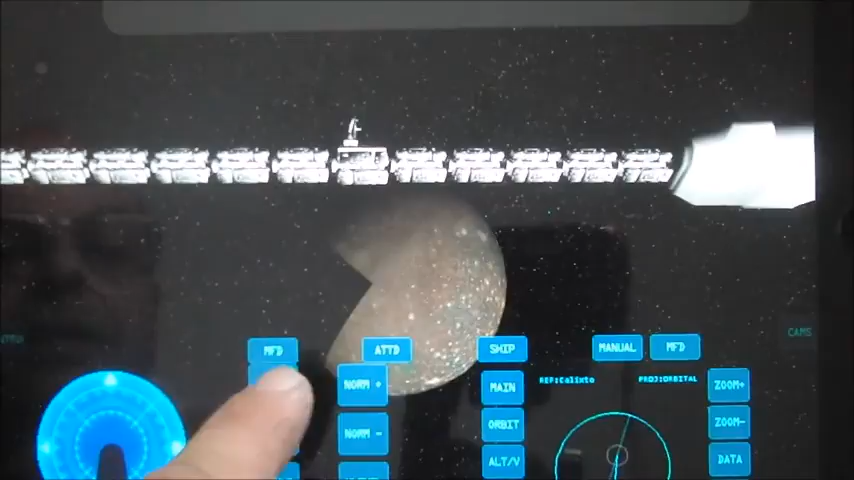 CAMS
MFD
ATTD
SHIP
MANUAL
MFD
NORM +
MAIN
REF:Calisto
PROJ:ORBITAL
ZOOM+
NORM -
ORBIT
ZOOM-
ALT/V
DATA